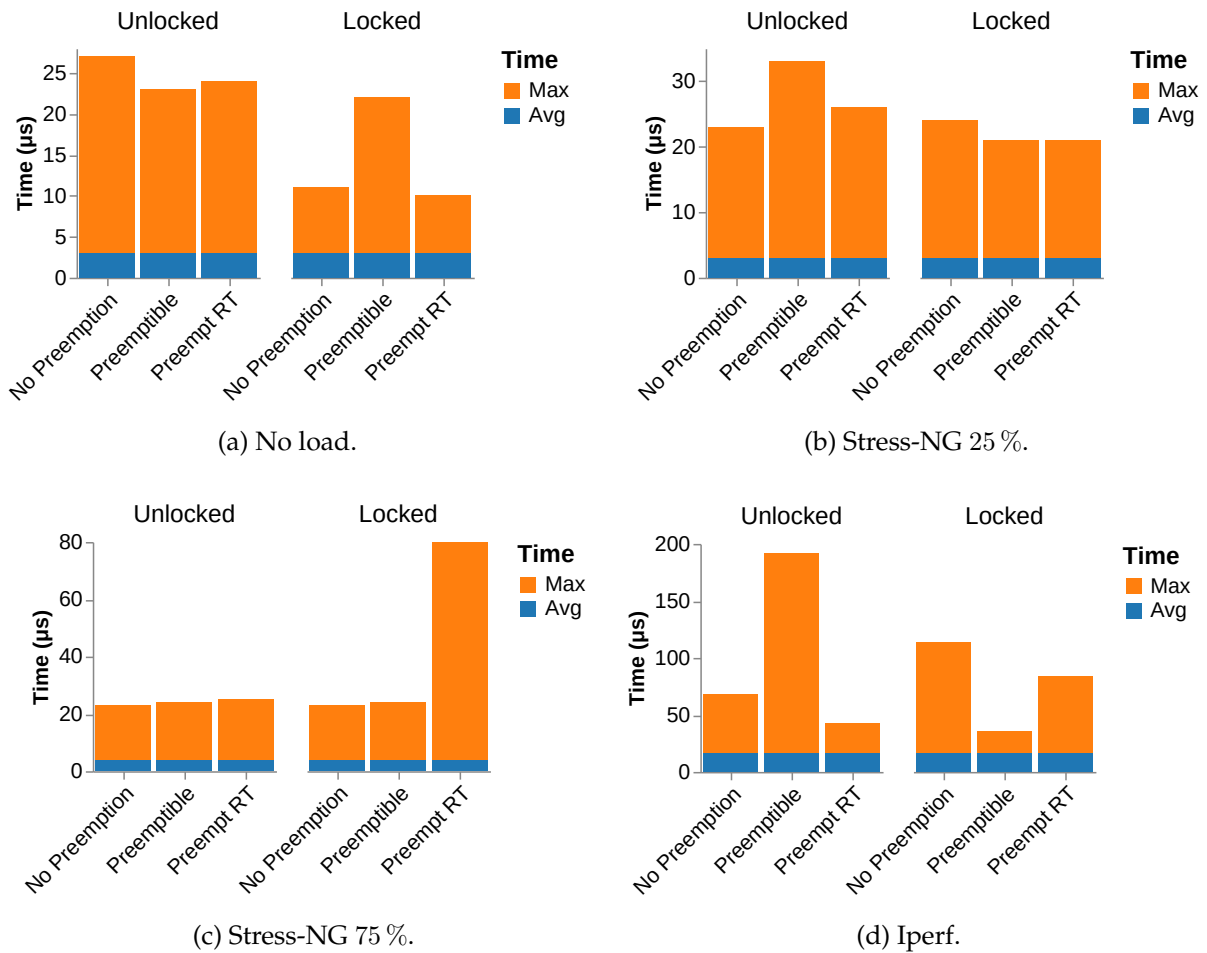 Unlocked Locked
Time
Max
Avg
Time (µs)
25
20
15
10
5
0
No Preemption
Preemptible
Preempt RT
No Preemption
Preemptible
Preempt RT
(a) No load.
Unlocked Locked
Time
Max
Avg
Time (µs)
30
20
10
0
No Preemption
Preemptible
Preempt RT
No Preemption
Preemptible
Preempt RT
(b) Stress-NG 25 %.
Unlocked Locked
Time
Max
Avg
Time (µs)
80
60
40
20
0
No Preemption
Preemptible
Preempt RT
No Preemption
Preemptible
Preempt RT
(c) Stress-NG 75 %.
Unlocked Locked
Time
Max
Avg
Time (µs)
200
150
100
50
0
No Preemption
Preemptible
Preempt RT
No Preemption
Preemptible
Preempt RT
(d) Iperf.